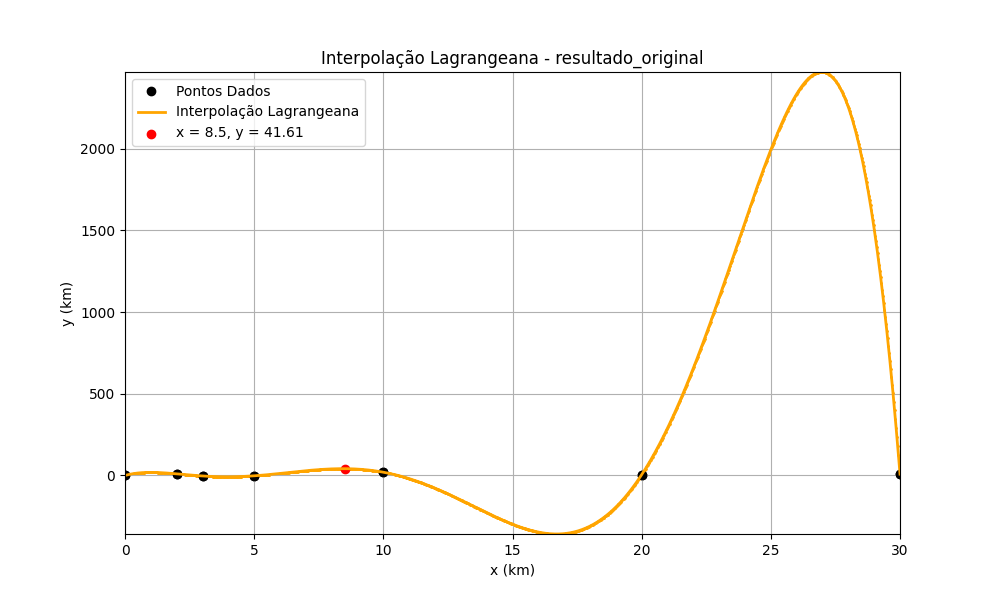 Interpolação Lagrangeana - resultado_original
Pontos Dados
Interpolação Lagrangeana
x = 8.5, y = 41.61
2000
1500
1000
500
0
y (km)
0 5 10 15 20 25 30
x (km)